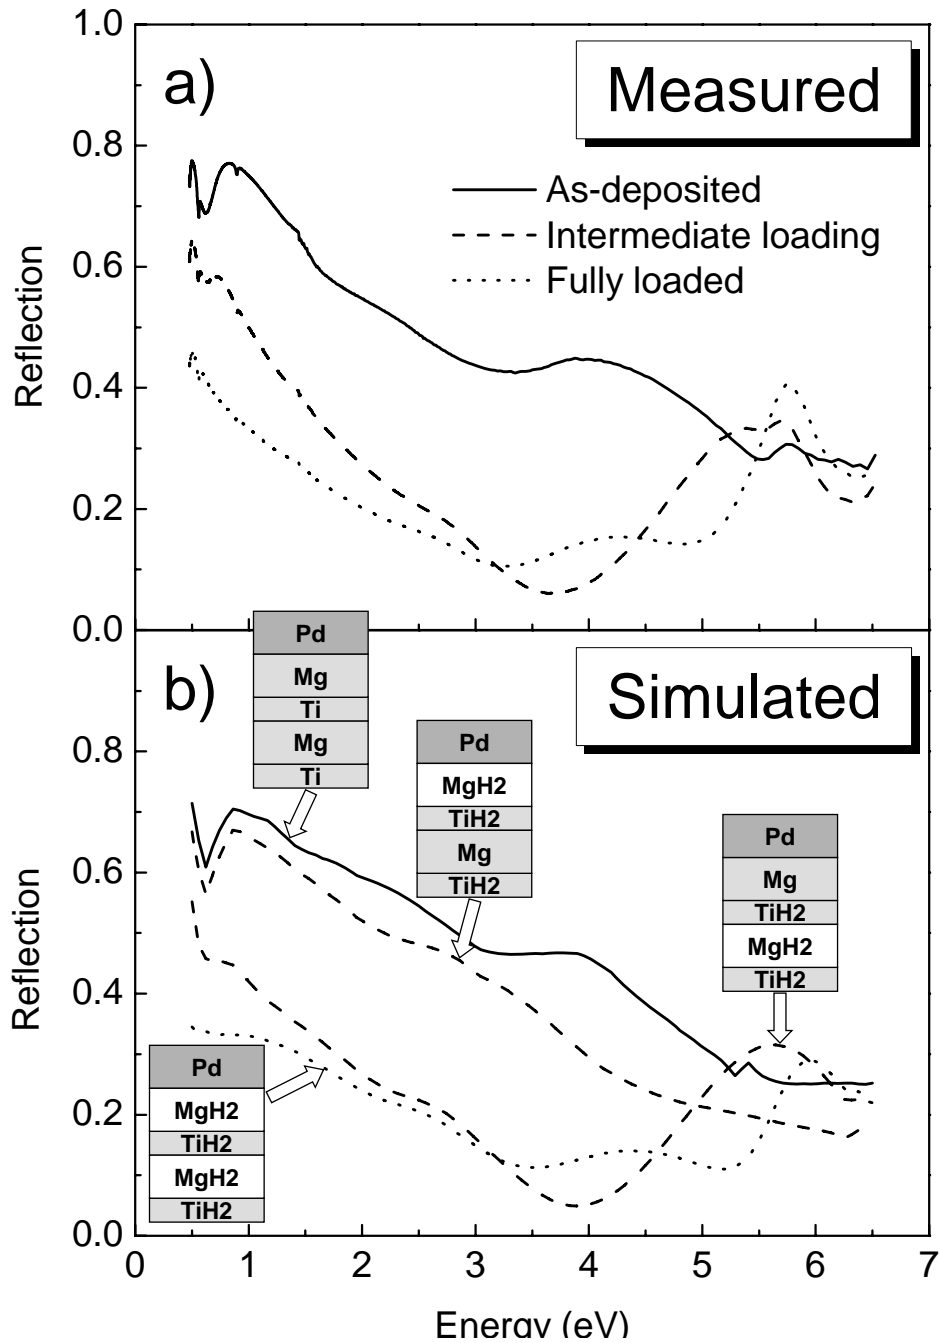 1.0
a)
Measured
0.8
As-deposited
Intermediate loading
Fully loaded
0.6
Reflection
0.4
0.2
0.0
b)
Simulated
Pd
Mg
Ti
Mg
Ti
Pd
MgH2
TiH2
Mg
TiH2
Pd
Mg
TiH2
MgH2
TiH2
Pd
MgH2
TiH2
MgH2
TiH2
0.8
0.6
Reflection
0.4
0.2
0.0
0 1 2 3 4 5 6 7
Energy (eV)